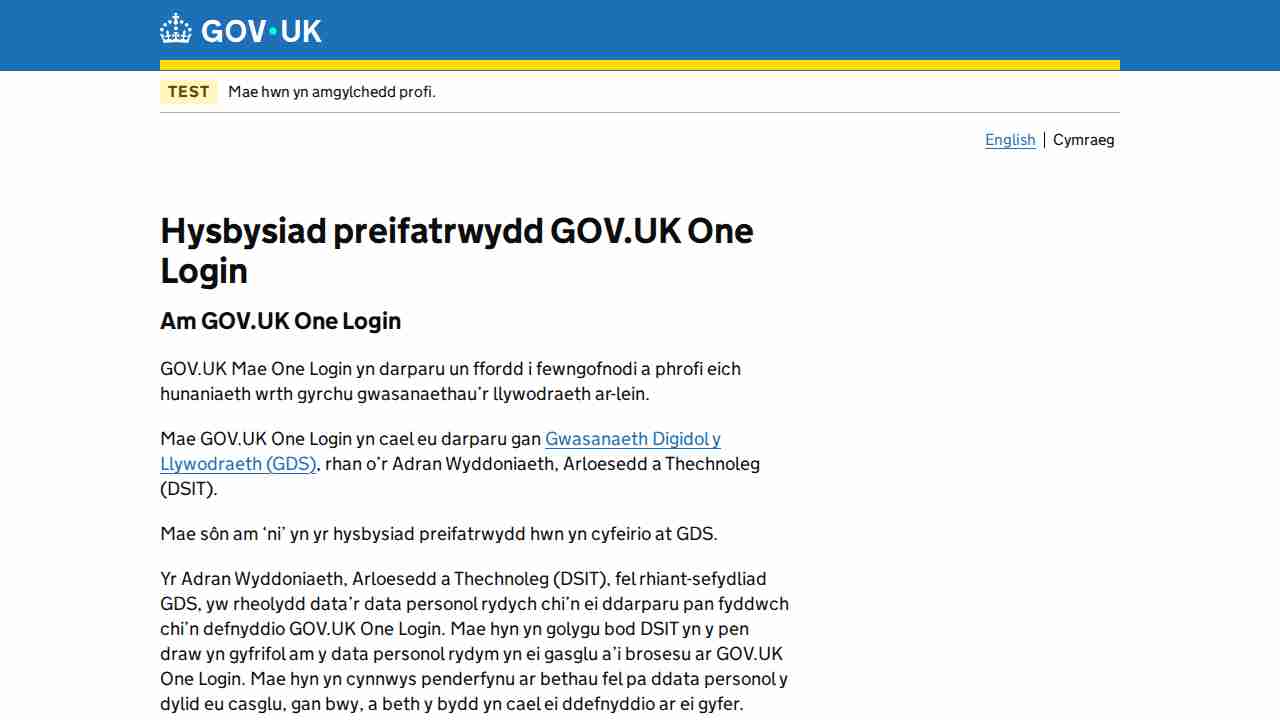 GOV·UK
TEST Mae hwn yn amgylchedd profi.
English | Cymraeg
Hysbysiad preifatrwydd GOV.UK One
Login
Am GOV.UK One Login
GOV.UK Mae One Login yn darparu un ffordd i fewngofnodi a phrofi eich
hunaniaeth wrth gyrchu gwasanaethau’r llywodraeth ar-lein.
Mae GOV.UK One Login yn cael eu darparu gan Gwasanaeth Digidol y
Llywodraeth (GDS), rhan o’r Adran Wyddoniaeth, Arloesedd a Thechnoleg
(DSIT).
Mae sôn am ‘ni’ yn yr hysbysiad preifatrwydd hwn yn cyfeirio at GDS.
Yr Adran Wyddoniaeth, Arloesedd a Thechnoleg (DSIT), fel rhiant-sefydliad
GDS, yw rheolydd data’r data personol rydych chi’n ei ddarparu pan fyddwch
chi’n defnyddio GOV.UK One Login. Mae hyn yn golygu bod DSIT yn y pen
draw yn gyfrifol am y data personol rydym yn ei gasglu a’i brosesu ar GOV.UK
One Login. Mae hyn yn cynnwys penderfynu ar bethau fel pa ddata personol y
dylid eu casglu, gan bwy, a beth y bydd yn cael ei ddefnyddio ar ei gyfer.